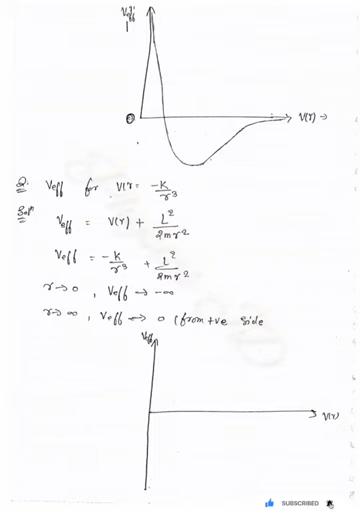 Veff
V(r) →
Q. Veff for V(r = -K/r³
Solⁿ
Veff = V(r) + L²/2mr²
Veff = -K/r³ + L²/2mr²
r→0 , Veff → -∞
r→∞ , Veff ↔ 0 (from +ve side
Veff
V(r)
SUBSCRIBED